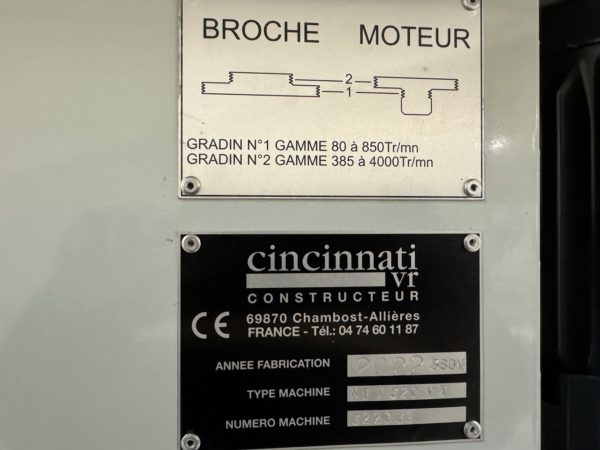 BROCHE MOTEUR
2
1
GRADIN N°1 GAMME 80 à 850Tr/mn
GRADIN N°2 GAMME 385 à 4000Tr/mn
cincinnati
vr
CONSTRUCTEUR
69870 Chambost-Allières
CE FRANCE - Tél.: 04 74 60 11 87
ANNEE FABRICATION 2022 380V
TYPE MACHINE
NUMERO MACHINE